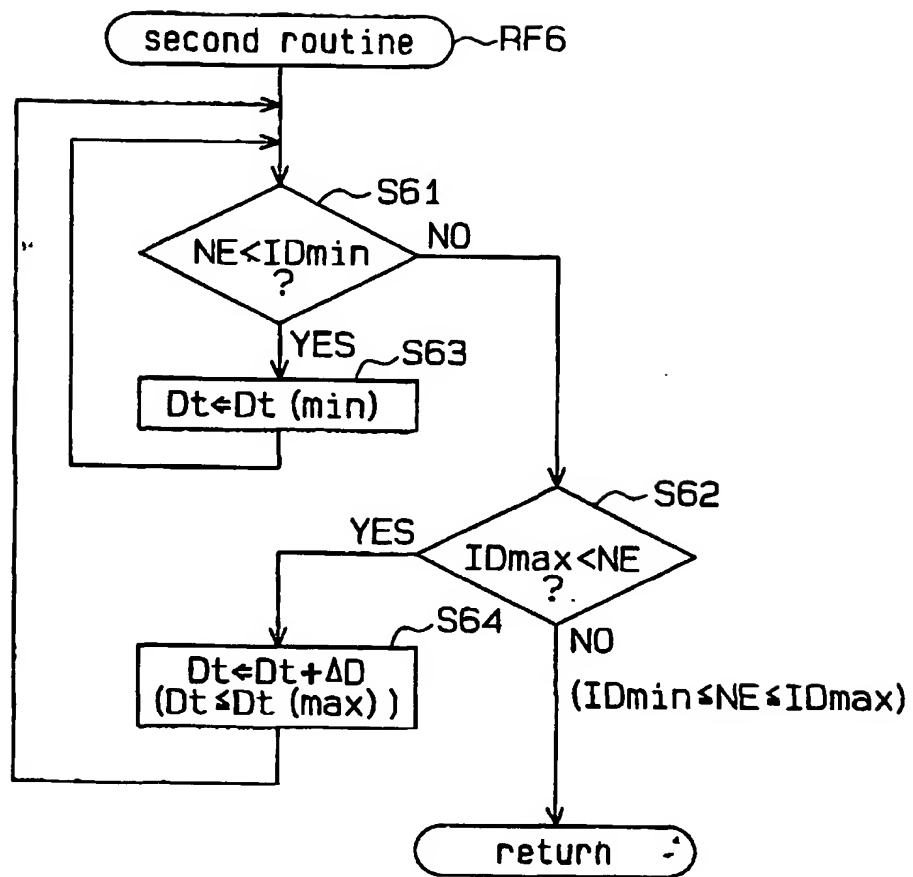 second routine
RF6
S61
NE<IDmin
?
NO
YES
S63
Dt⇐Dt (min)
S62
YES
IDmax<NE
?
S64
NO
Dt⇐Dt+ΔD
(Dt≦Dt (max))
(IDmin≦NE≦IDmax)
return